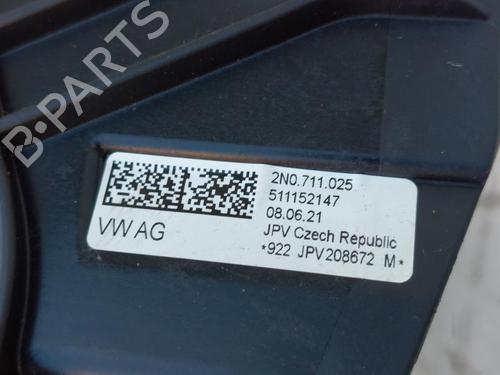 B-PARTS
2N0.711.025
511152147
08.06.21
VW AG
JPV Czech Republic
*922 JPV208672 M*